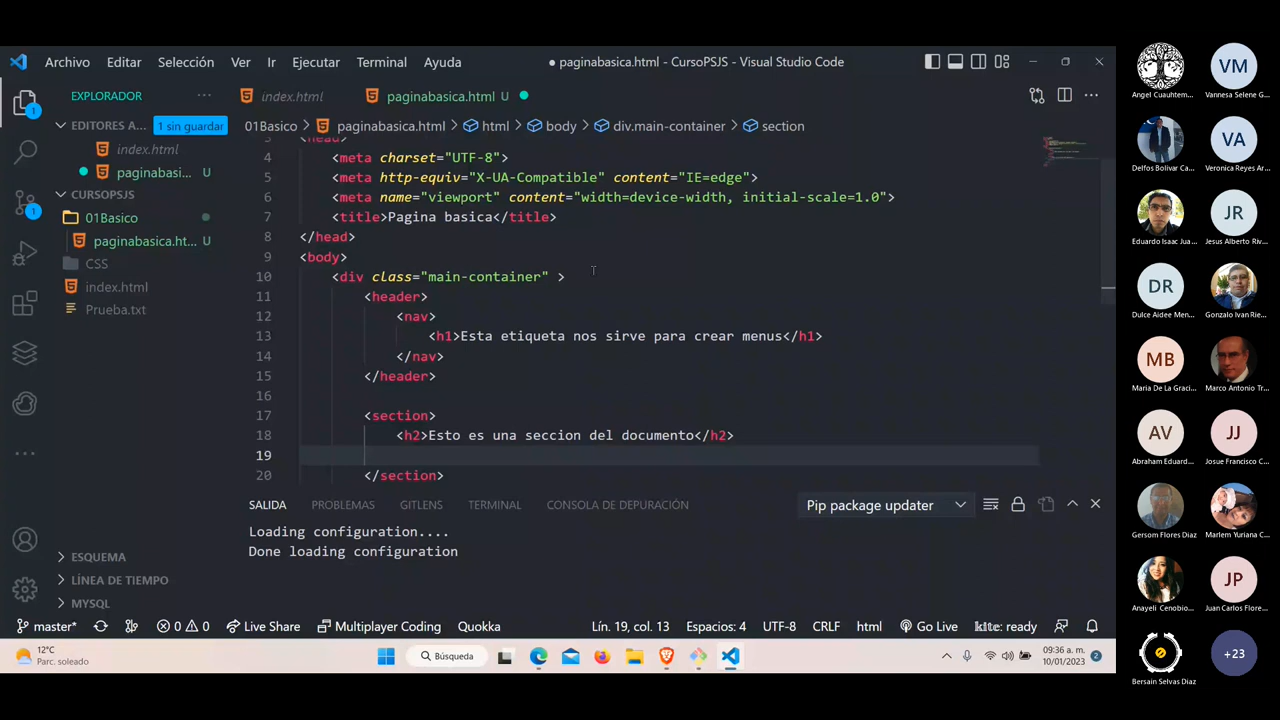 Archivo Editar Selección Ver Ir Ejecutar Terminal Ayuda
● paginabasica.html - CursoPSJS - Visual Studio Code
EXPLORADOR
index.html
paginabasica.html U
EDITORES A... 1 sin guardar
index.html
paginabasi... U
CURSOPSJS
01Basico
paginabasica.ht... U
CSS
index.html
Prueba.txt
ESQUEMA
LÍNEA DE TIEMPO
MYSQL
01Basico > paginabasica.html > html > body > div.main-container > section
4 <meta charset="UTF-8">
5 <meta http-equiv="X-UA-Compatible" content="IE=edge">
6 <meta name="viewport" content="width=device-width, initial-scale=1.0">
7 <title>Pagina basica</title>
8 </head>
9 <body>
10 <div class="main-container" >
11 <header>
12 <nav>
13 <h1>Esta etiqueta nos sirve para crear menus</h1>
14 </nav>
15 </header>
16
17 <section>
18 <h2>Esto es una seccion del documento</h2>
19
20 </section>
SALIDA PROBLEMAS GITLENS TERMINAL CONSOLA DE DEPURACIÓN
Pip package updater
Loading configuration....
Done loading configuration
master* 0 0 Live Share Multiplayer Coding Quokka
Lín. 19, col. 13 Espacios: 4 UTF-8 CRLF html Go Live kite: ready
12°C
Parc. soleado
Búsqueda
09:36 a. m.
10/01/2023
2
Angel Cuauhtem...
VM
Vannesa Selene G...
Delfos Bolivar Ca...
VA
Veronica Reyes Ar...
Eduardo Isaac Jua...
JR
Jesus Alberto Riv...
DR
Dulce Aidee Men...
Gonzalo Ivan Rie...
MB
Maria De La Graci...
Marco Antonio Tr...
AV
Abraham Eduard...
JJ
Josue Francisco C...
Gersom Flores Diaz
Marlem Yuriana C...
Anayeli Cenobio...
JP
Juan Carlos Flore...
Bersain Selvas Diaz
+23